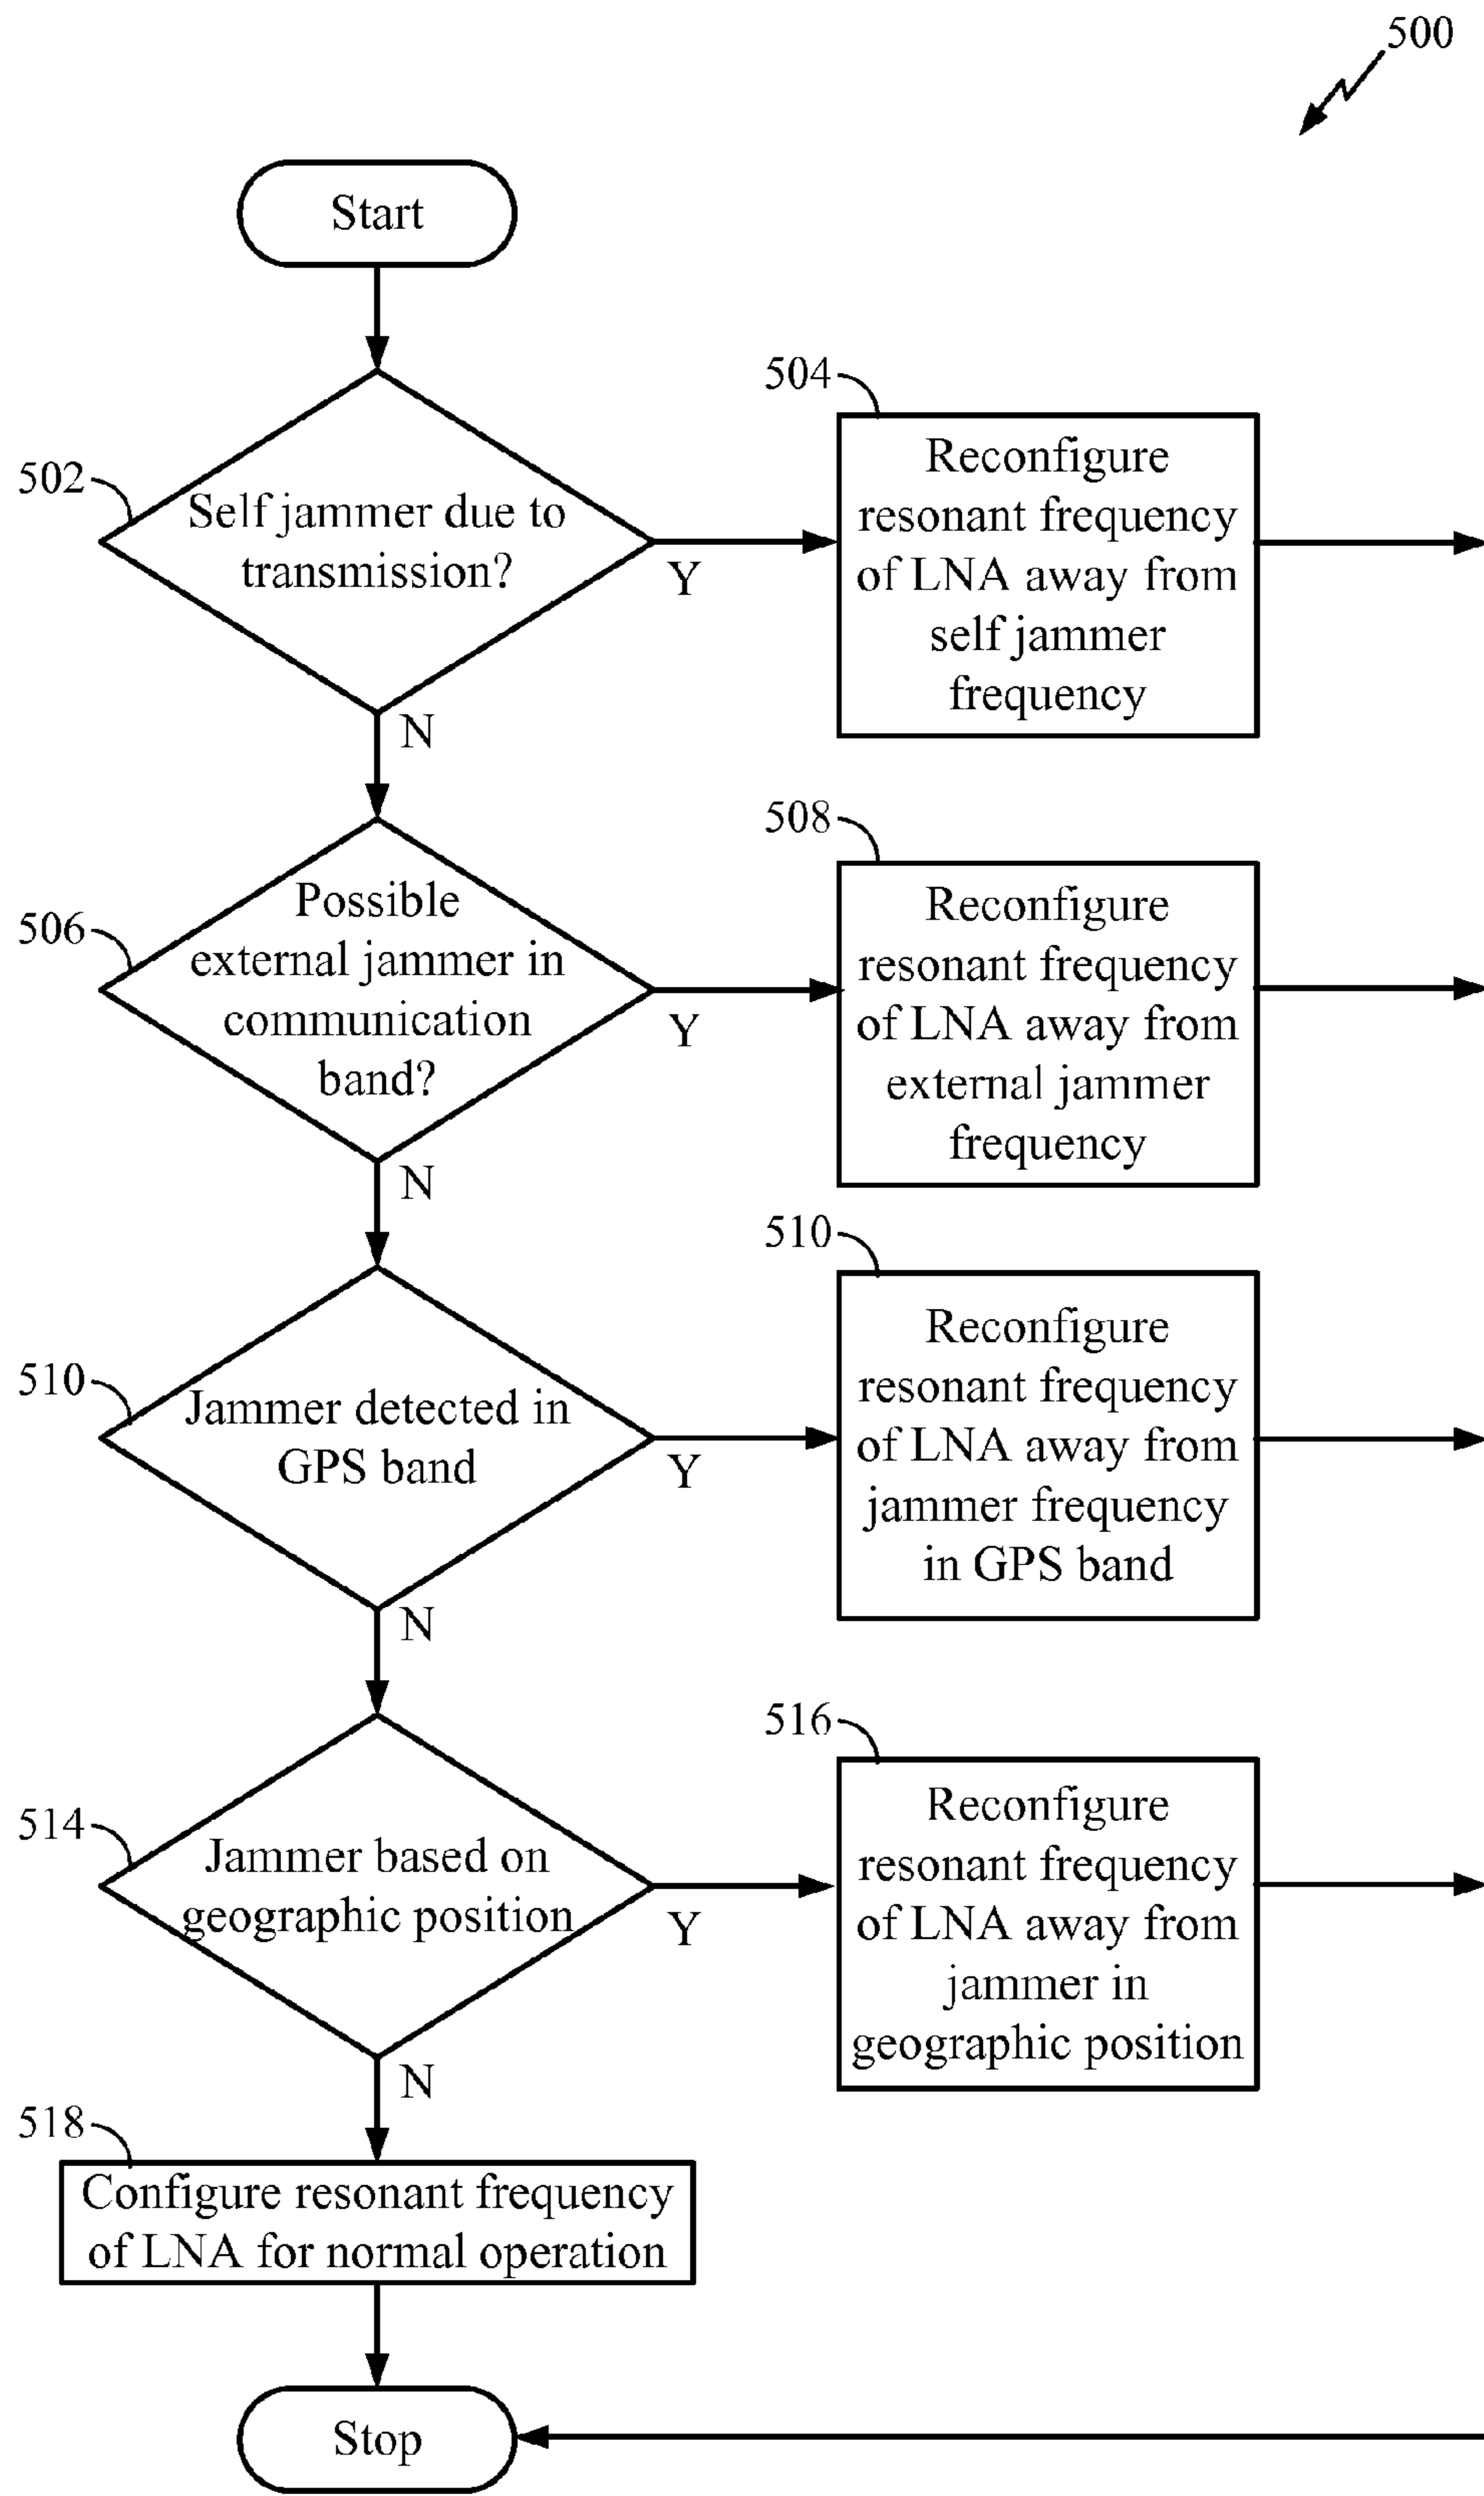 500
Start
502
Self jammer due to
transmission?
Y
N
504
Reconfigure
resonant frequency
of LNA away from
self jammer
frequency
506
Possible
external jammer in
communication
band?
Y
N
508
Reconfigure
resonant frequency
of LNA away from
external jammer
frequency
510
Jammer detected in
GPS band
Y
N
510
Reconfigure
resonant frequency
of LNA away from
jammer frequency
in GPS band
514
Jammer based on
geographic position
Y
N
516
Reconfigure
resonant frequency
of LNA away from
jammer in
geographic position
518
Configure resonant frequency
of LNA for normal operation
Stop